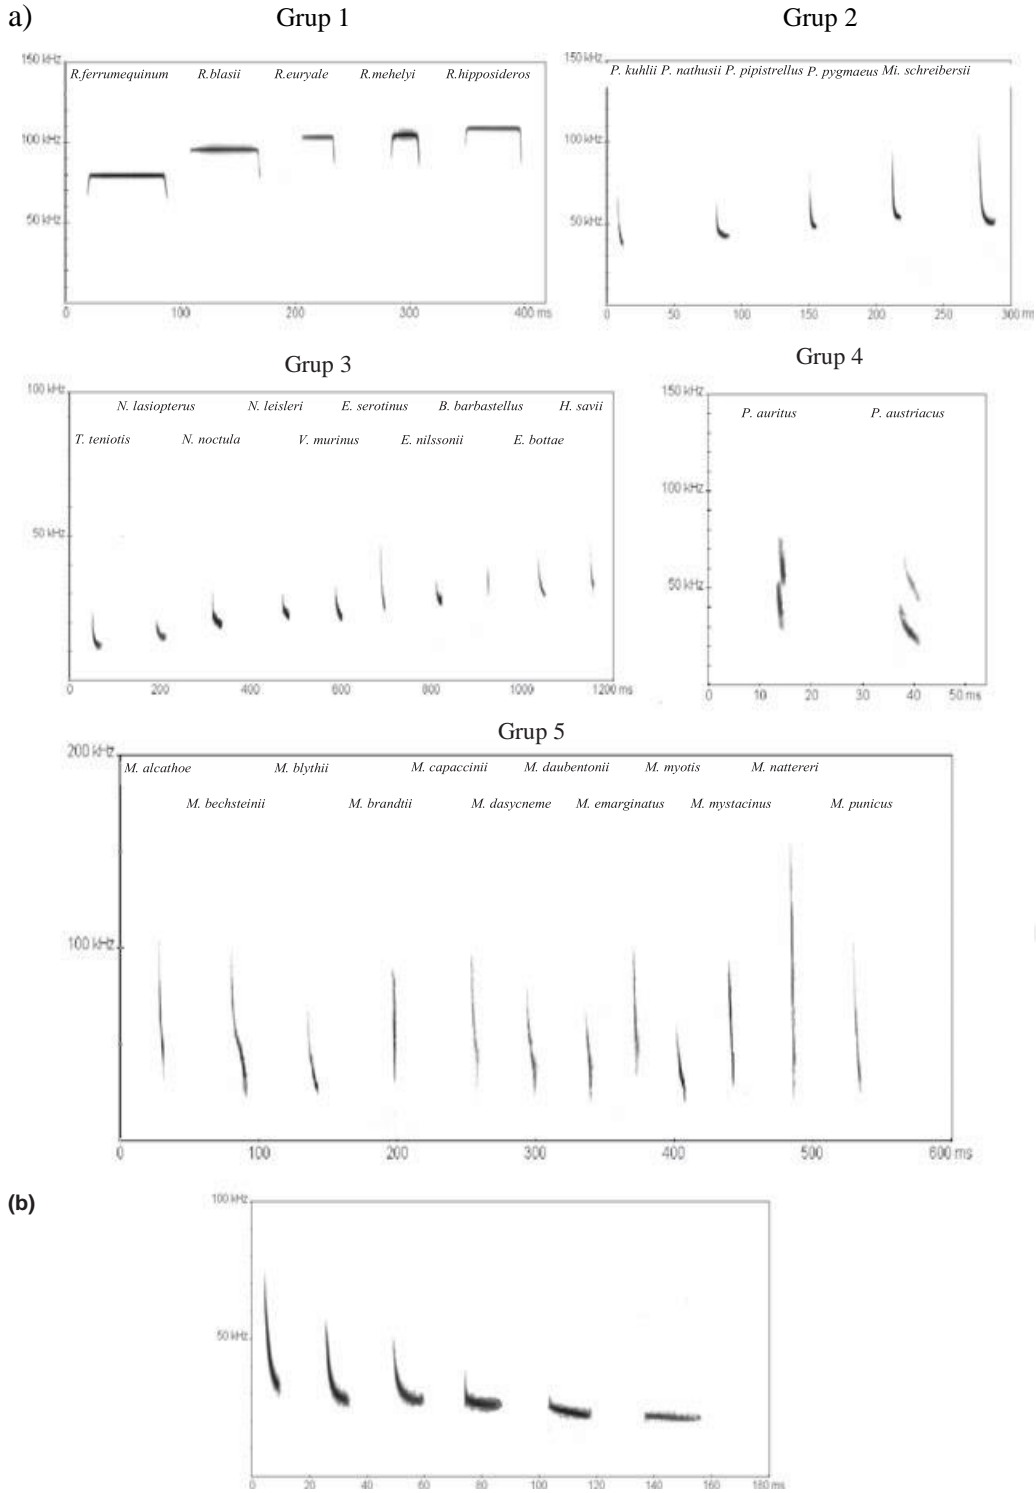 a)
Grup 1
Grup 2
150 kHz
R.ferrumequinum R.blasii R.euryale R.mehelyi R.hipposideros
100 kHz
50 kHz
0 100 200 300 400 ms
150 kHz
P. kuhlii P. nathusii P. pipistrellus P. pygmaeus Mi. schreibersii
100 kHz
50 kHz
0 50 100 150 200 250 300 ms
Grup 3
100 kHz
N. lasiopterus N. leisleri E. serotinus B. barbastellus H. savii
T. teniotis N. noctula V. murinus E. nilssonii E. bottae
50 kHz
0 200 400 600 800 1000 1200 ms
Grup 4
150 kHz
P. auritus P. austriacus
100 kHz
50 kHz
0 10 20 30 40 50 ms
Grup 5
200 kHz
M. alcathoe M. blythii M. capaccinii M. daubentonii M. myotis M. nattereri
M. bechsteinii M. brandtii M. dasycneme M. emarginatus M. mystacinus M. punicus
100 kHz
0 100 200 300 400 500 600 ms
(b)
100 kHz
50 kHz
0 20 40 60 80 100 120 140 160 180 ms